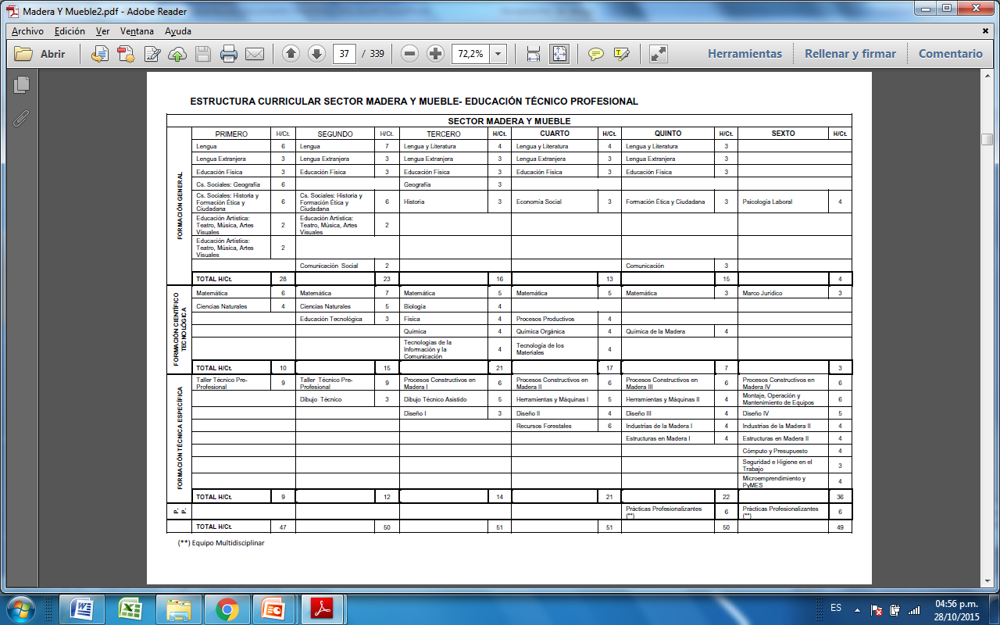 Madera Y Mueble2.pdf - Adobe Reader
Archivo Edición Ver Ventana Ayuda
Abrir 37 / 339 72,2% Herramientas Rellenar y firmar Comentario
ESTRUCTURA CURRICULAR SECTOR MADERA Y MUEBLE- EDUCACIÓN TÉCNICO PROFESIONAL
SECTOR MADERA Y MUEBLE
PRIMERO H/Ct. SEGUNDO H/Ct. TERCERO H/Ct. CUARTO H/Ct. QUINTO H/Ct. SEXTO H/Ct.
FORMACIÓN GENERAL
Lengua 6 Lengua 7 Lengua y Literatura 4 Lengua y Literatura 4 Lengua y Literatura 3
Lengua Extranjera 3 Lengua Extranjera 3 Lengua Extranjera 3 Lengua Extranjera 3 Lengua Extranjera 3
Educación Física 3 Educación Física 3 Educación Física 3 Educación Física 3 Educación Física 3
Cs. Sociales: Geografía 6 Geografía 3
Cs. Sociales: Historia y Formación Ética y Ciudadana 6 Cs. Sociales: Historia y Formación Ética y Ciudadana 6 Historia 3 Economía Social 3 Formación Ética y Ciudadana 3 Psicología Laboral 4
Educación Artística: Teatro, Música, Artes Visuales 2 Educación Artística: Teatro, Música, Artes Visuales 2
Educación Artística: Teatro, Música, Artes Visuales 2
Comunicación Social 2 Comunicación 3
TOTAL H/Ct. 28 23 16 13 15 4
FORMACIÓN CIENTÍFICO TECNOLÓGICA
Matemática 6 Matemática 7 Matemática 5 Matemática 5 Matemática 3 Marco Jurídico 3
Ciencias Naturales 4 Ciencias Naturales 5 Biología 4
Educación Tecnológica 3 Física 4 Procesos Productivos 4
Química 4 Química Orgánica 4 Química de la Madera 4
Tecnologías de la Información y la Comunicación 4 Tecnología de los Materiales 4
TOTAL H/Ct. 10 15 21 17 7 3
FORMACIÓN TÉCNICA ESPECÍFICA
Taller Técnico Pre-Profesional 9 Taller Técnico Pre-Profesional 9 Procesos Constructivos en Madera I 6 Procesos Constructivos en Madera II 6 Procesos Constructivos en Madera III 6 Procesos Constructivos en Madera IV 6
Dibujo Técnico 3 Dibujo Técnico Asistido 5 Herramientas y Máquinas I 5 Herramientas y Máquinas II 4 Montaje, Operación y Mantenimiento de Equipos 6
Diseño I 3 Diseño II 4 Diseño III 4 Diseño IV 5
Recursos Forestales 6 Industrias de la Madera I 4 Industrias de la Madera II 4
Estructuras en Madera I 4 Estructuras en Madera II 4
Cómputo y Presupuesto 4
Seguridad e Higiene en el Trabajo 3
Microemprendimiento y PyMES 4
TOTAL H/Ct. 9 12 14 21 22 36
P. P. Prácticas Profesionalizantes (**) 6 Prácticas Profesionalizantes (**) 6
TOTAL H/Ct. 47 50 51 51 50 49
(**) Equipo Multidisciplinar
ES 04:56 p.m.
28/10/2015